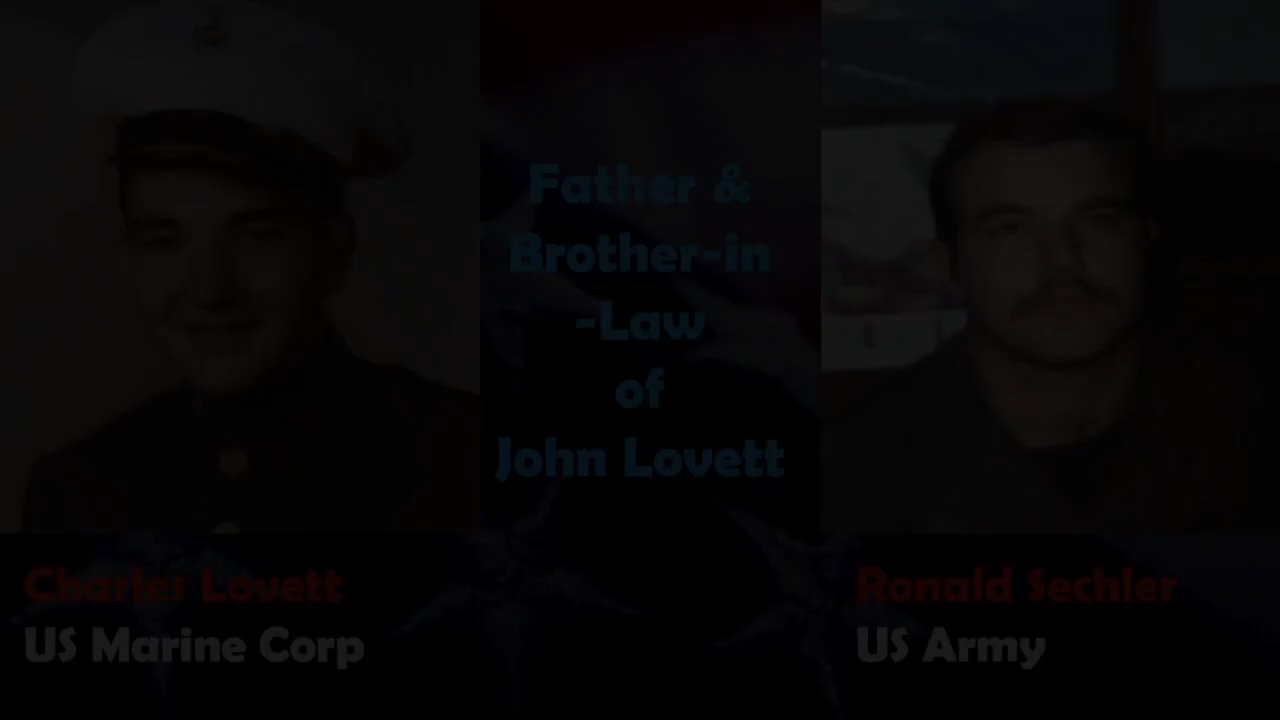 Father &
Brother-in
-Law
of
John Lovett
Charles Lovett
US Marine Corp
Ronald Sechler
US Army